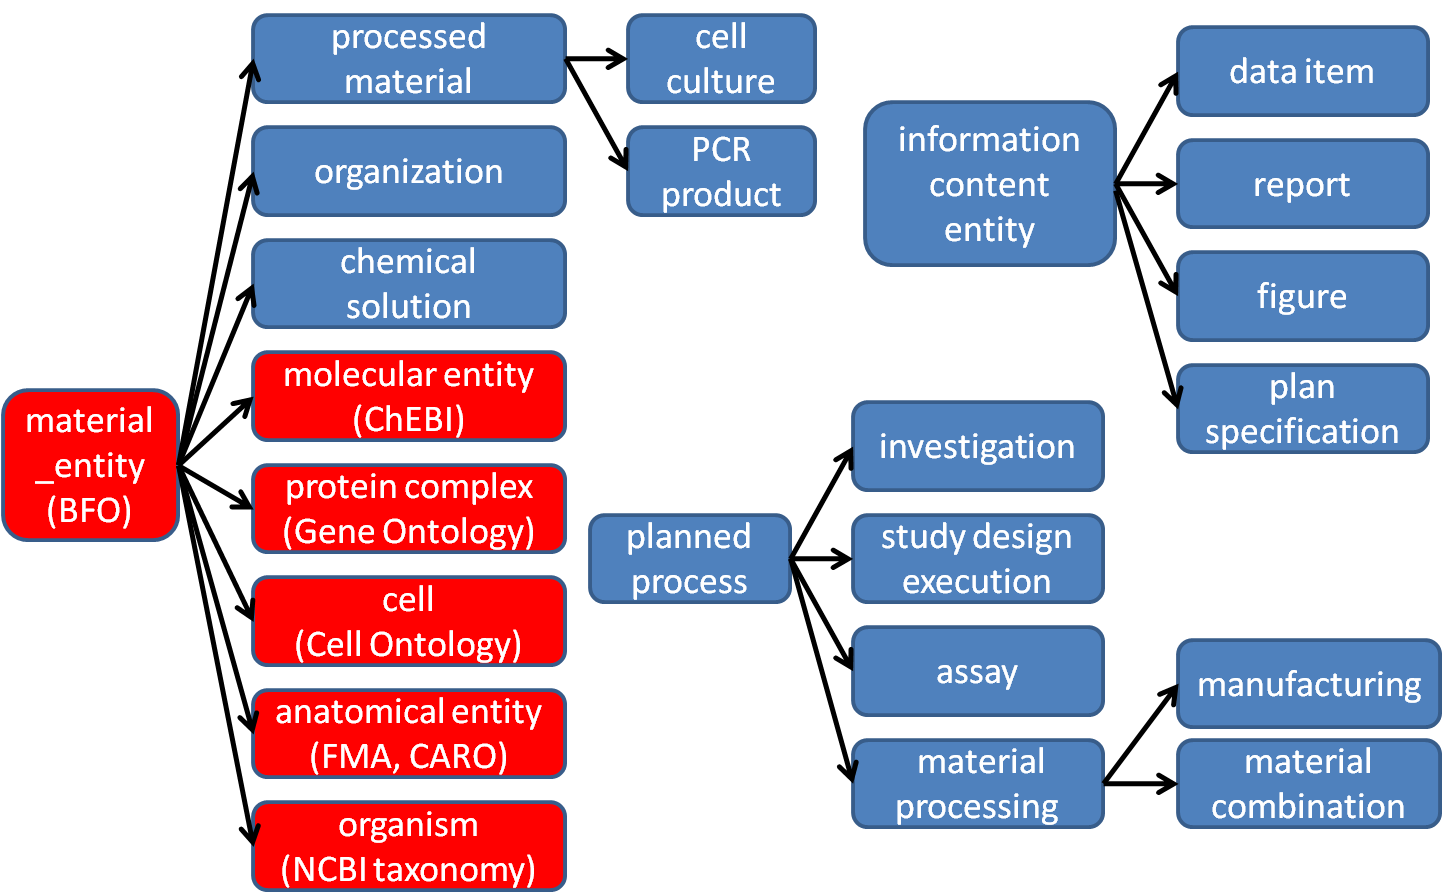 material
_entity
(BFO)
processed
material
organization
chemical
solution
molecular entity
(ChEBI)
protein complex
(Gene Ontology)
cell
(Cell Ontology)
anatomical entity
(FMA, CARO)
organism
(NCBI taxonomy)
cell
culture
PCR
product
information
content
entity
data item
report
figure
plan
specification
planned
process
investigation
study design
execution
assay
material
processing
manufacturing
material
combination